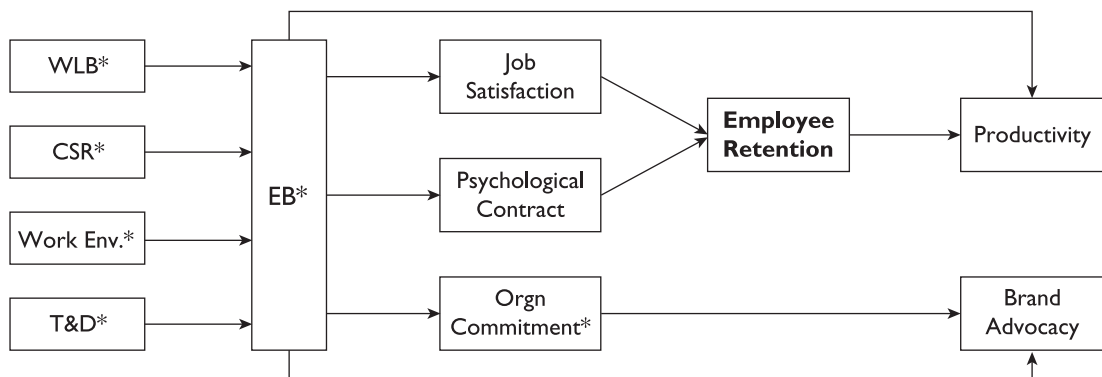 WLB*
CSR*
Work Env.*
T&D*
EB*
Job
Satisfaction
Psychological
Contract
Orgn
Commitment*
Employee
Retention
Productivity
Brand
Advocacy